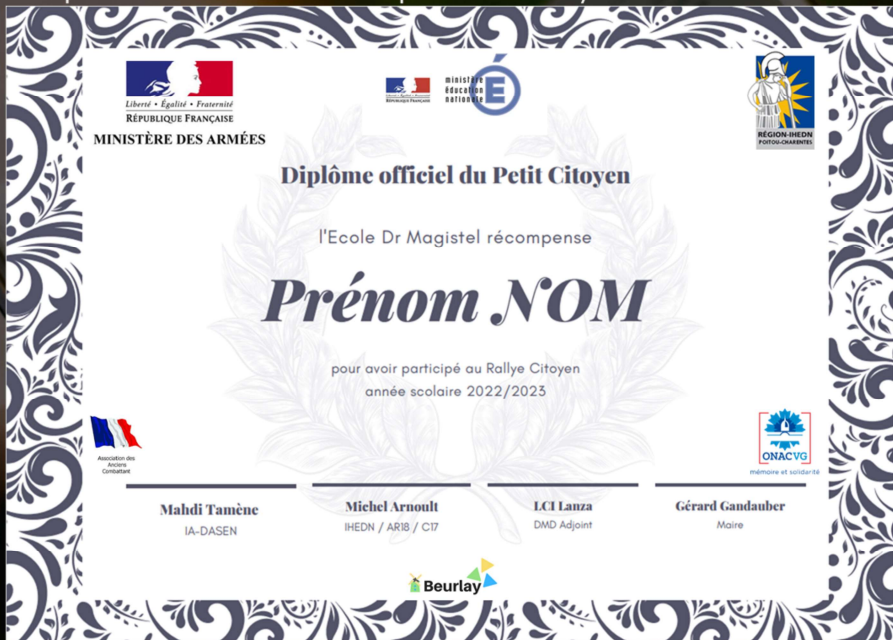 Liberté • Égalité • Fraternité
RÉPUBLIQUE FRANÇAISE
MINISTÈRE DES ARMÉES
RÉPUBLIQUE FRANÇAISE
ministère
éducation
nationale
É
RÉGION-IHEDN
POITOU-CHARENTES
Diplôme officiel du Petit Citoyen
l'Ecole Dr Magistel récompense
Prénom NOM
pour avoir participé au Rallye Citoyen
année scolaire 2022/2023
Association des
Anciens
Combattant
ONACVG
mémoire et solidarité
Mahdi Tamène
IA-DASEN
Michel Arnoult
IHEDN / AR18 / C17
LCI Lanza
DMD Adjoint
Gérard Gandauber
Maire
Beurlay